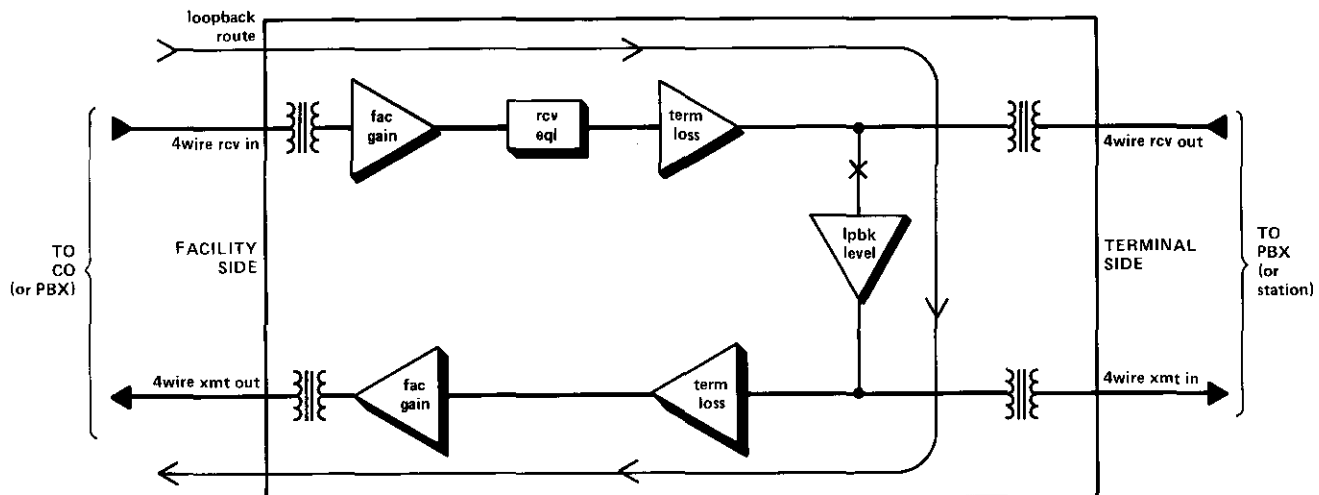 loopback
route
fac
gain
rcv
eql
term
loss
4wire rcv in
4wire rcv out
lpbk
level
TO
CO
(or PBX)
FACILITY
SIDE
TERMINAL
SIDE
TO
PBX
(or
station)
4wire xmt out
fac
gain
term
loss
4wire xmt in